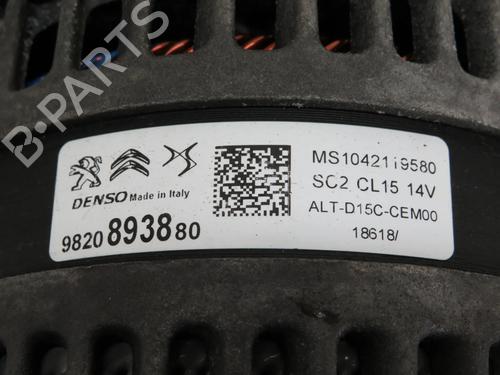 DENSO Made in Italy
9820893880
MS1042119580
SC2 CL15 14V
ALT-D15C-CEM00
18618/
B-PARTS